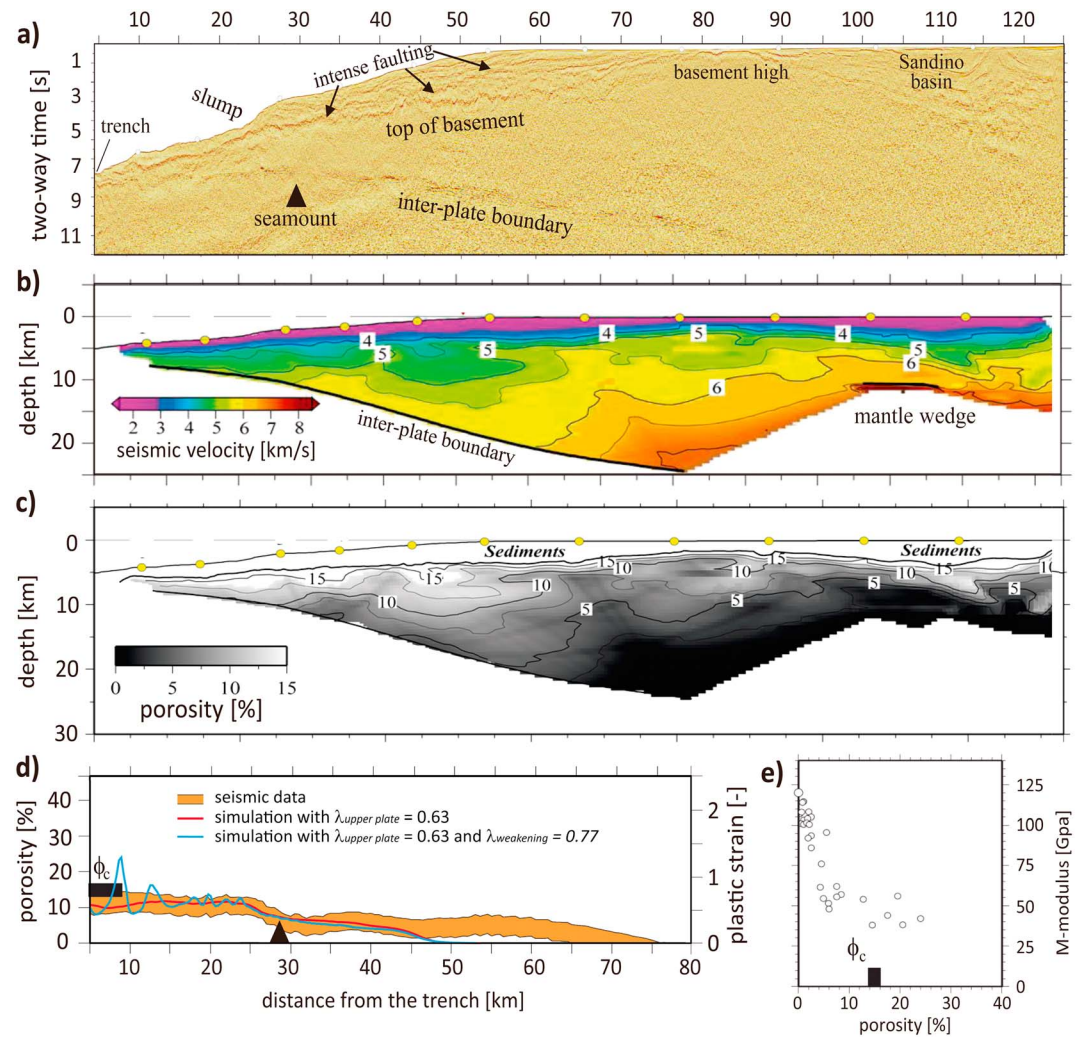 10 20 30 40 50 60 70 80 90 100 110 120
a)
two-way time [s]
1
3
5
7
9
11
trench
slump
intense faulting
top of basement
seamount
inter-plate boundary
basement high
Sandino
basin
b)
depth [km]
0
10
20
4 5 5 4 5 6 4 5 6
2 3 4 5 6 7 8
seismic velocity [km/s]
inter-plate boundary
mantle wedge
c)
depth [km]
0
10
20
30
Sediments
Sediments
15 10 15 10 5 15 10 10 5 5 10 15 5 10
0 5 10 15
porosity [%]
d)
porosity [%]
40
30
20
10
0
seismic data
simulation with λupper plate = 0.63
simulation with λupper plate = 0.63 and λweakening = 0.77
ϕc
2
1
0
plastic strain [-]
10 20 30 40 50 60 70 80
distance from the trench [km]
e)
125
100
75
50
25
0
M-modulus [Gpa]
ϕc
0 10 20 30 40
porosity [%]